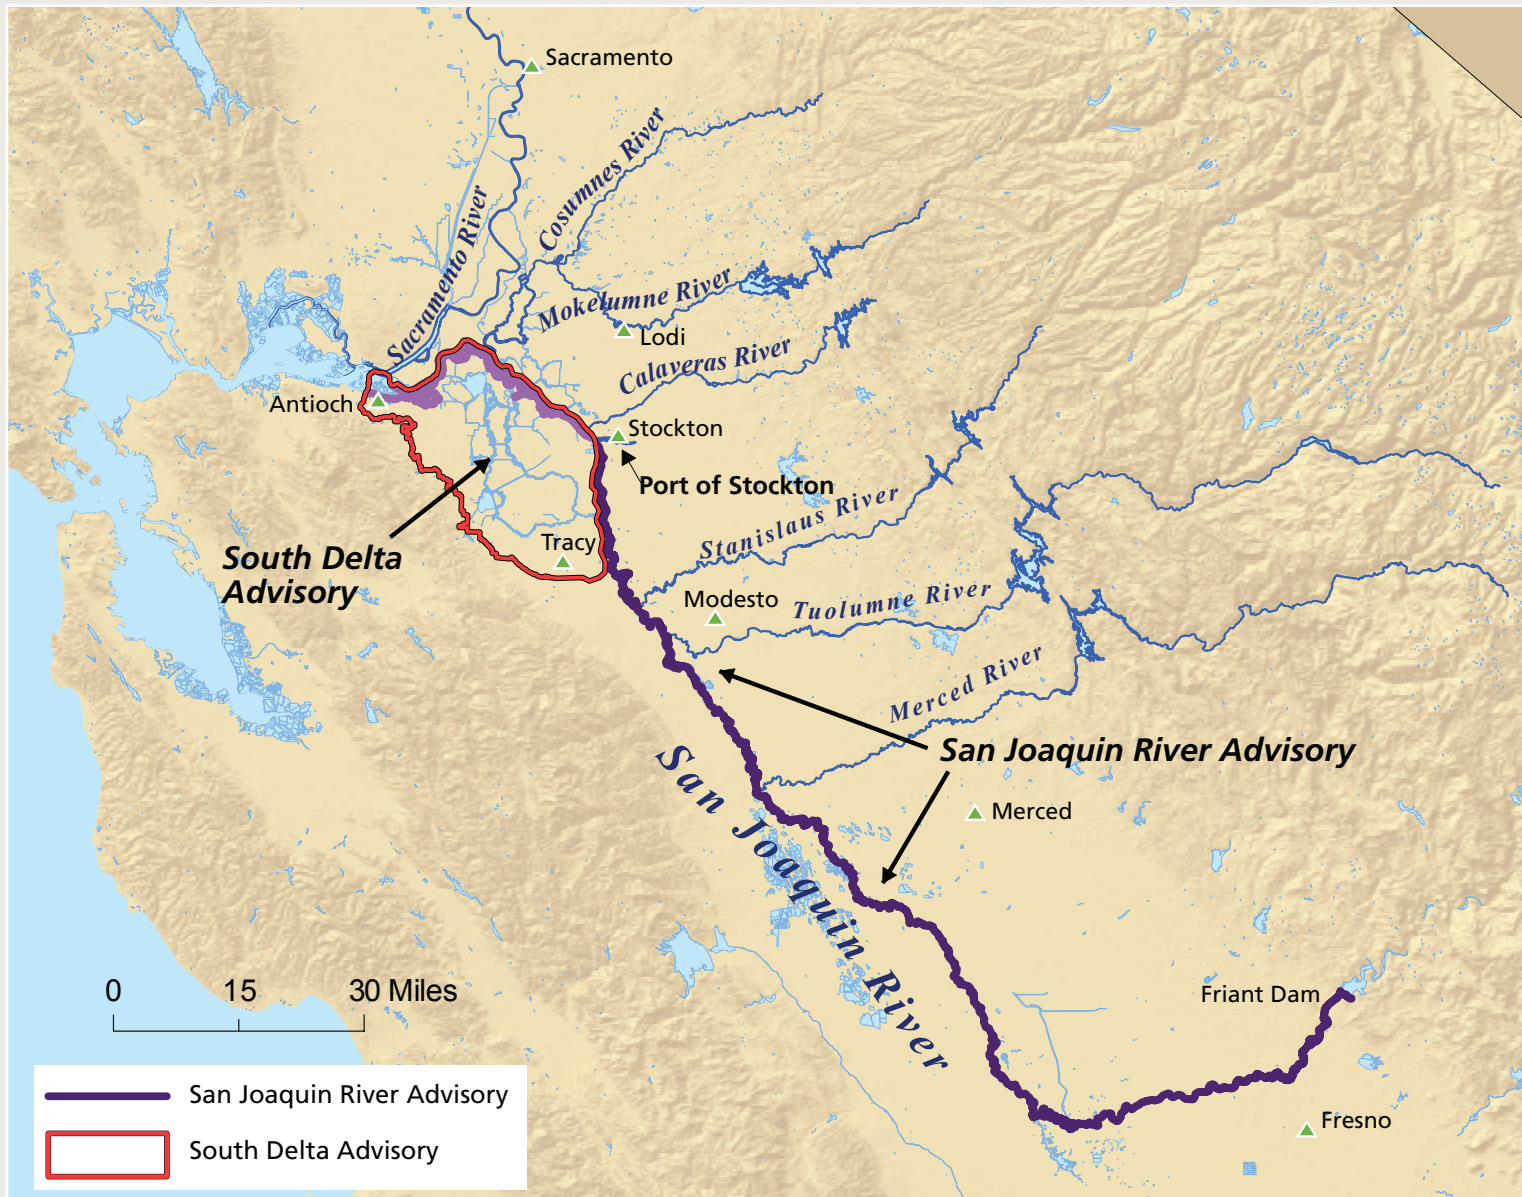 Sacramento
Cosumnes River
Sacramento River
Mokelumne River
Lodi
Calaveras River
Antioch
Stockton
Port of Stockton
Stanislaus River
South Delta
Advisory
Tracy
Modesto
Tuolumne River
Merced River
San Joaquin River Advisory
San Joaquin River
Merced
Friant Dam
Fresno
0 15 30 Miles
San Joaquin River Advisory
South Delta Advisory